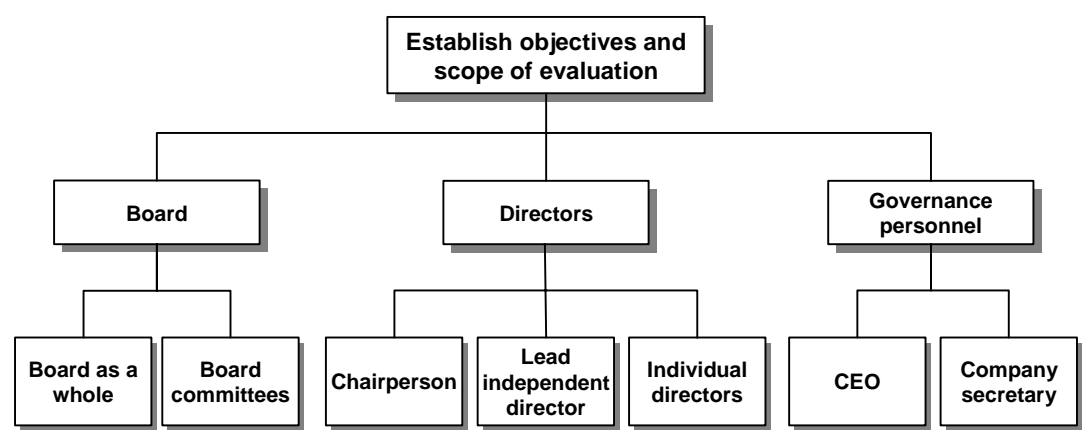 Establish objectives and
scope of evaluation
Board
Directors
Governance
personnel
Board as a
whole
Board
committees
Chairperson
Lead
independent
director
Individual
directors
CEO
Company
secretary